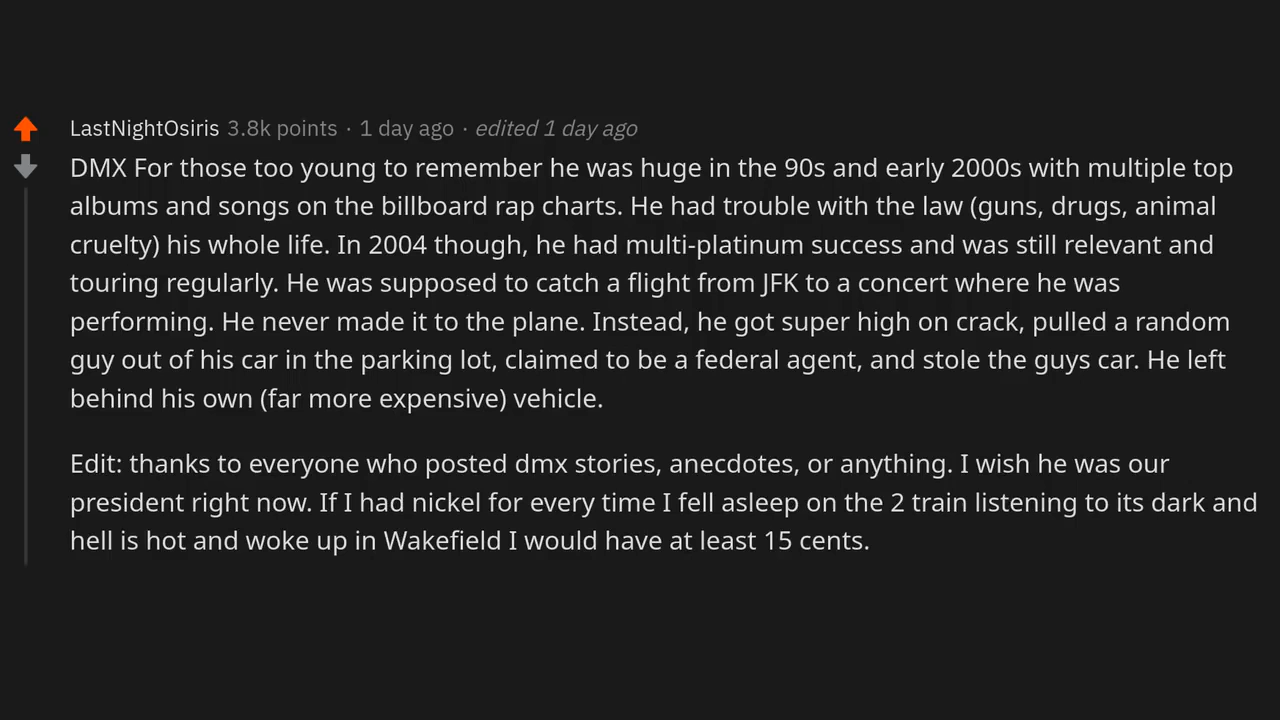 LastNightOsiris 3.8k points · 1 day ago · edited 1 day ago
DMX For those too young to remember he was huge in the 90s and early 2000s with multiple top
albums and songs on the billboard rap charts. He had trouble with the law (guns, drugs, animal
cruelty) his whole life. In 2004 though, he had multi-platinum success and was still relevant and
touring regularly. He was supposed to catch a flight from JFK to a concert where he was
performing. He never made it to the plane. Instead, he got super high on crack, pulled a random
guy out of his car in the parking lot, claimed to be a federal agent, and stole the guys car. He left
behind his own (far more expensive) vehicle.
Edit: thanks to everyone who posted dmx stories, anecdotes, or anything. I wish he was our
president right now. If I had nickel for every time I fell asleep on the 2 train listening to its dark and
hell is hot and woke up in Wakefield I would have at least 15 cents.